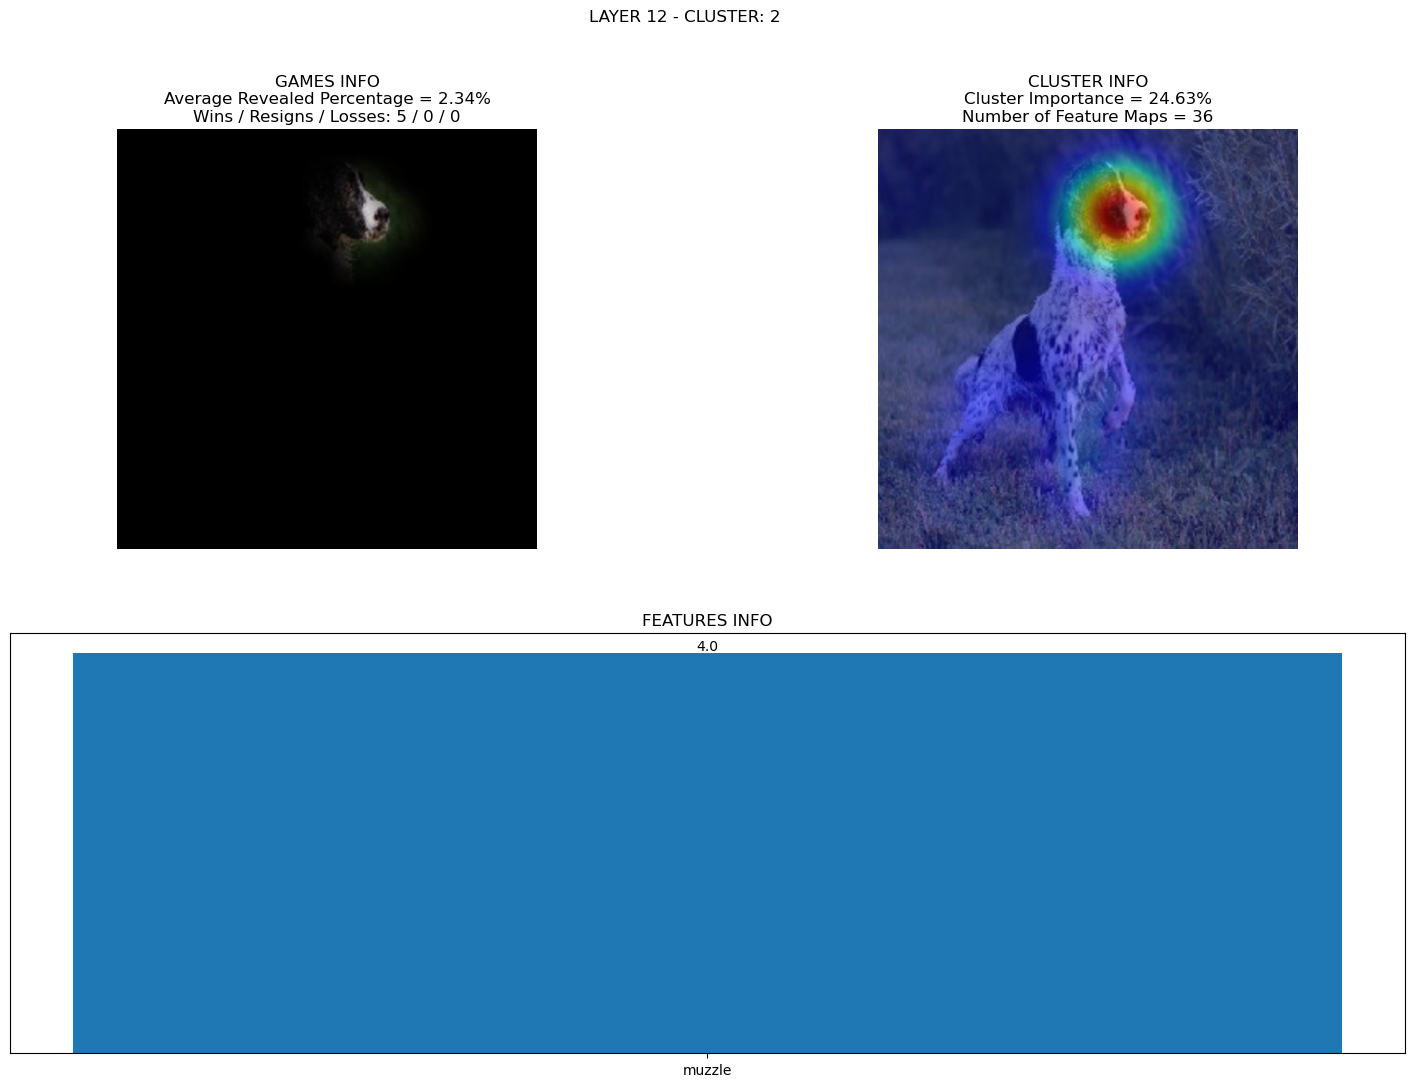 LAYER 12 - CLUSTER: 2
GAMES INFO
Average Revealed Percentage = 2.34%
Wins / Resigns / Losses: 5 / 0 / 0
CLUSTER INFO
Cluster Importance = 24.63%
Number of Feature Maps = 36
FEATURES INFO
4.0
muzzle